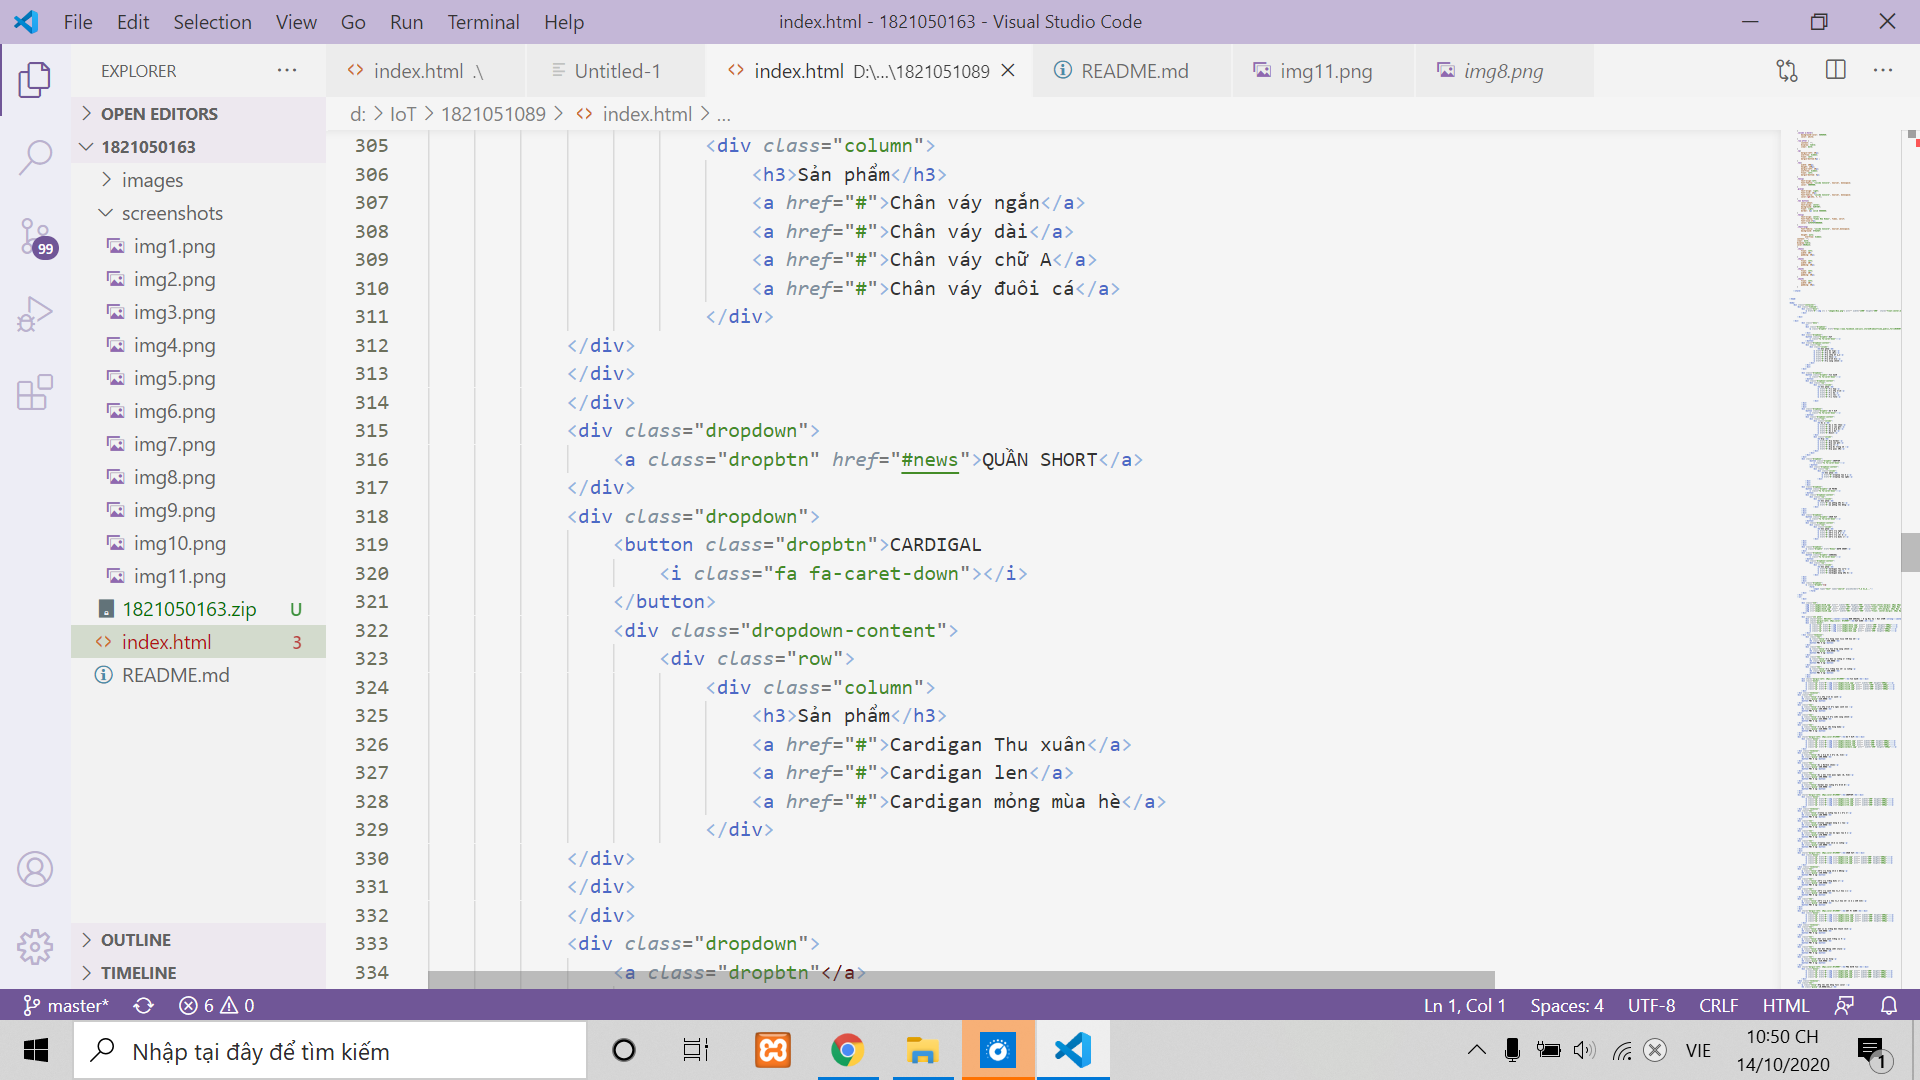 File Edit Selection View Go Run Terminal Help
index.html - 1821050163 - Visual Studio Code
EXPLORER
index.html .\
Untitled-1
index.html D:\...\1821051089
README.md
img11.png
img8.png
OPEN EDITORS
1821050163
images
screenshots
img1.png
img2.png
img3.png
img4.png
img5.png
img6.png
img7.png
img8.png
img9.png
img10.png
img11.png
1821050163.zip U
index.html 3
README.md
OUTLINE
TIMELINE
99
d: > IoT > 1821051089 > index.html > ...
305 <div class="column">
306 <h3>Sản phẩm</h3>
307 <a href="#">Chân váy ngắn</a>
308 <a href="#">Chân váy dài</a>
309 <a href="#">Chân váy chữ A</a>
310 <a href="#">Chân váy đuôi cá</a>
311 </div>
312 </div>
313 </div>
314 </div>
315 <div class="dropdown">
316 <a class="dropbtn" href="#news">QUẦN SHORT</a>
317 </div>
318 <div class="dropdown">
319 <button class="dropbtn">CARDIGAL
320 <i class="fa fa-caret-down"></i>
321 </button>
322 <div class="dropdown-content">
323 <div class="row">
324 <div class="column">
325 <h3>Sản phẩm</h3>
326 <a href="#">Cardigan Thu xuân</a>
327 <a href="#">Cardigan len</a>
328 <a href="#">Cardigan mỏng mùa hè</a>
329 </div>
330 </div>
331 </div>
332 </div>
333 <div class="dropdown">
334 <a class="dropbtn"</a>
master* 6 0
Ln 1, Col 1 Spaces: 4 UTF-8 CRLF HTML
Nhập tại đây để tìm kiếm
VIE
10:50 CH
14/10/2020
1